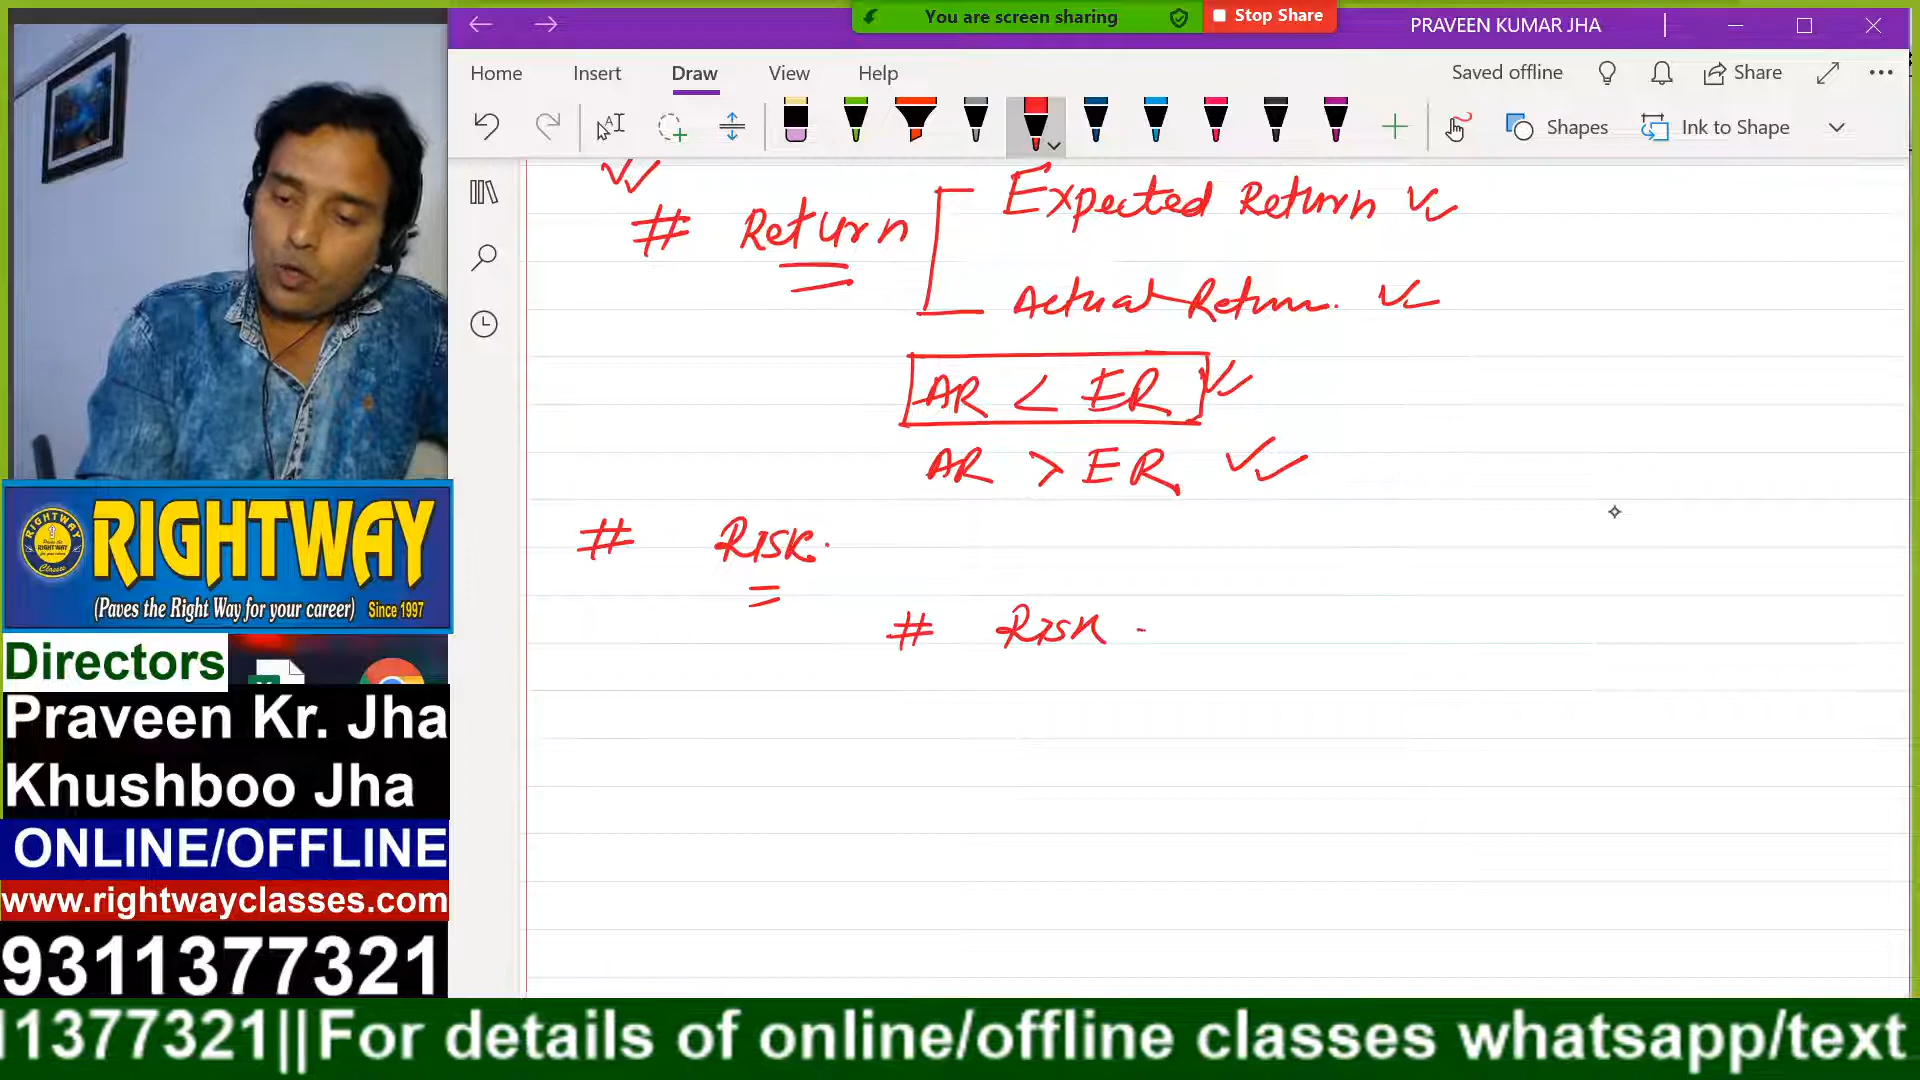 You are screen sharing
Stop Share
PRAVEEN KUMAR JHA
Home Insert Draw View Help
Saved offline
Share
Shapes
Ink to Shape
# Return
Expected Return
Actual Return.
AR < ER
AR > ER
# RISK.
# RISK
RIGHTWAY
Classes
(Paves the Right Way for your career) Since 1997
Directors
Praveen Kr. Jha
Khushboo Jha
ONLINE/OFFLINE
www.rightwayclasses.com
9311377321
11377321||For details of online/offline classes whatsapp/text